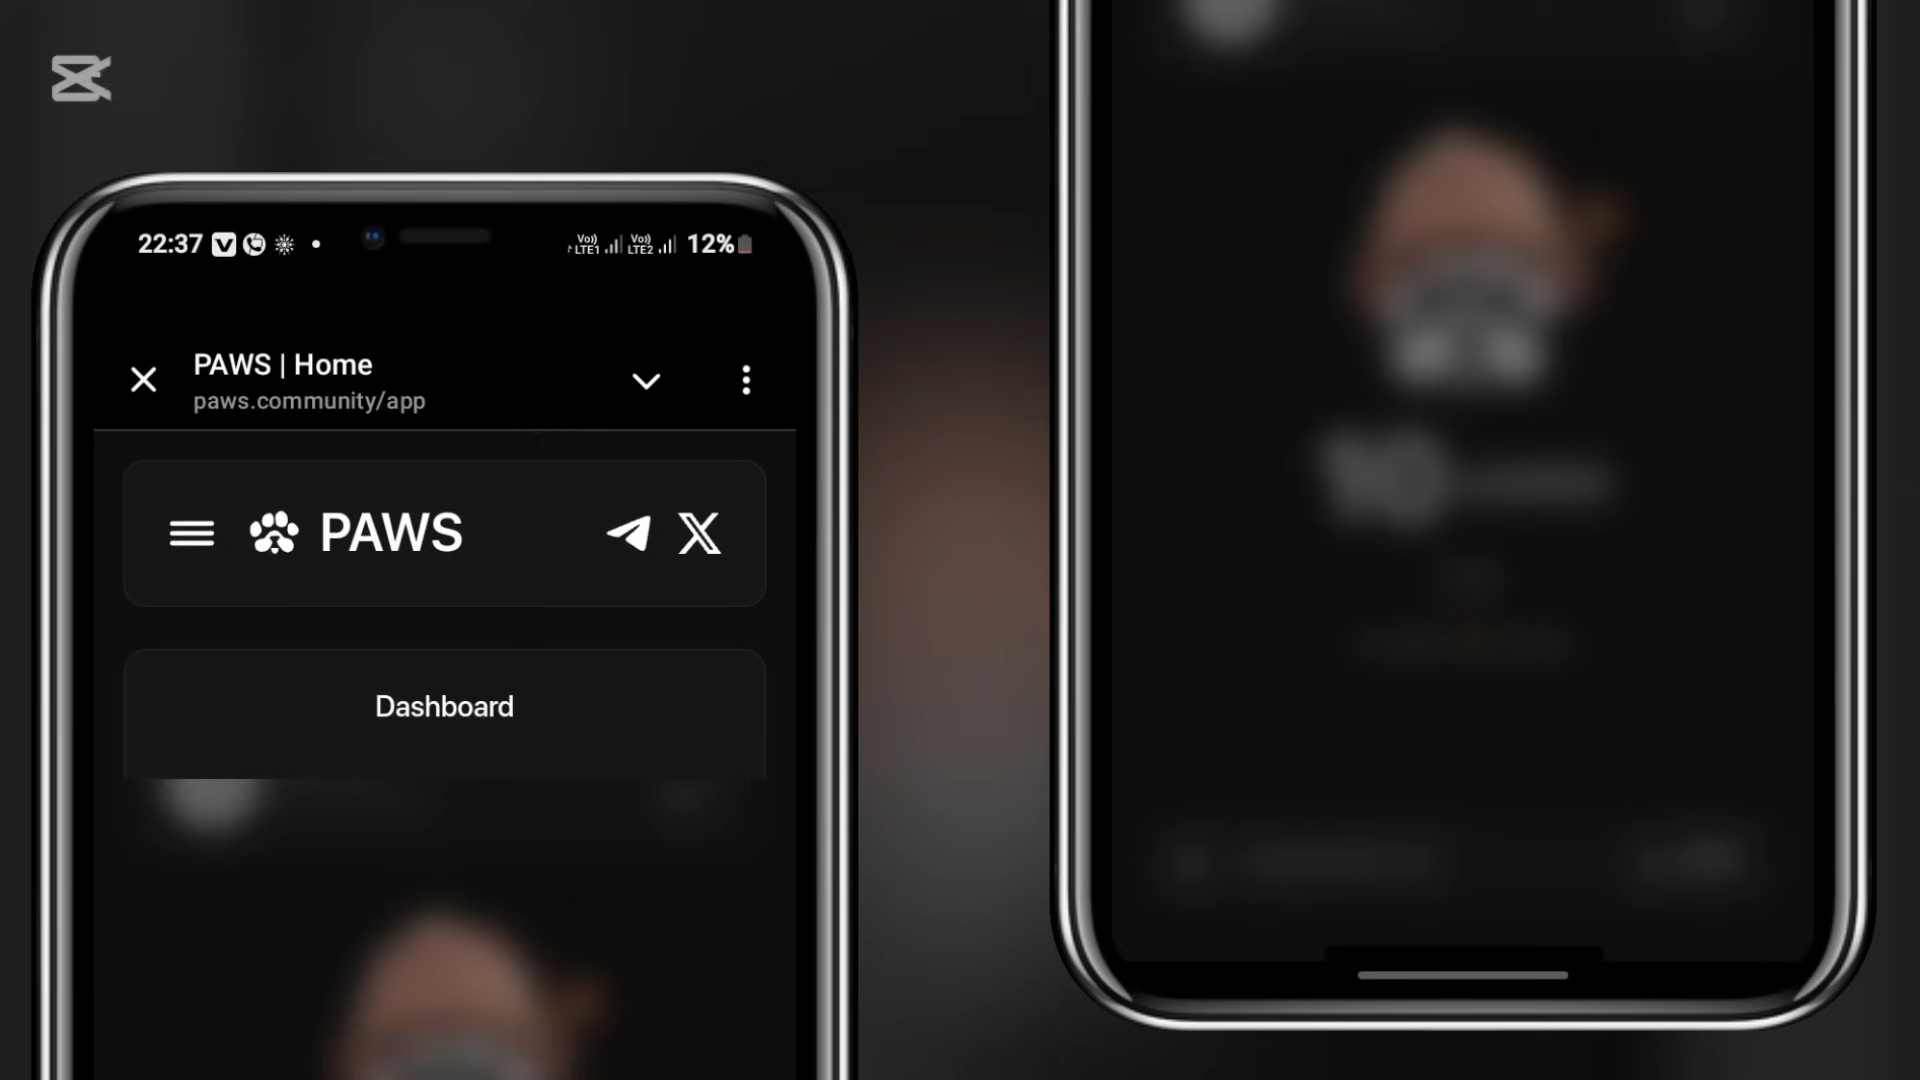 22:37
Vo) LTE1 Vo) LTE2 12%
PAWS | Home
paws.community/app
PAWS
Dashboard